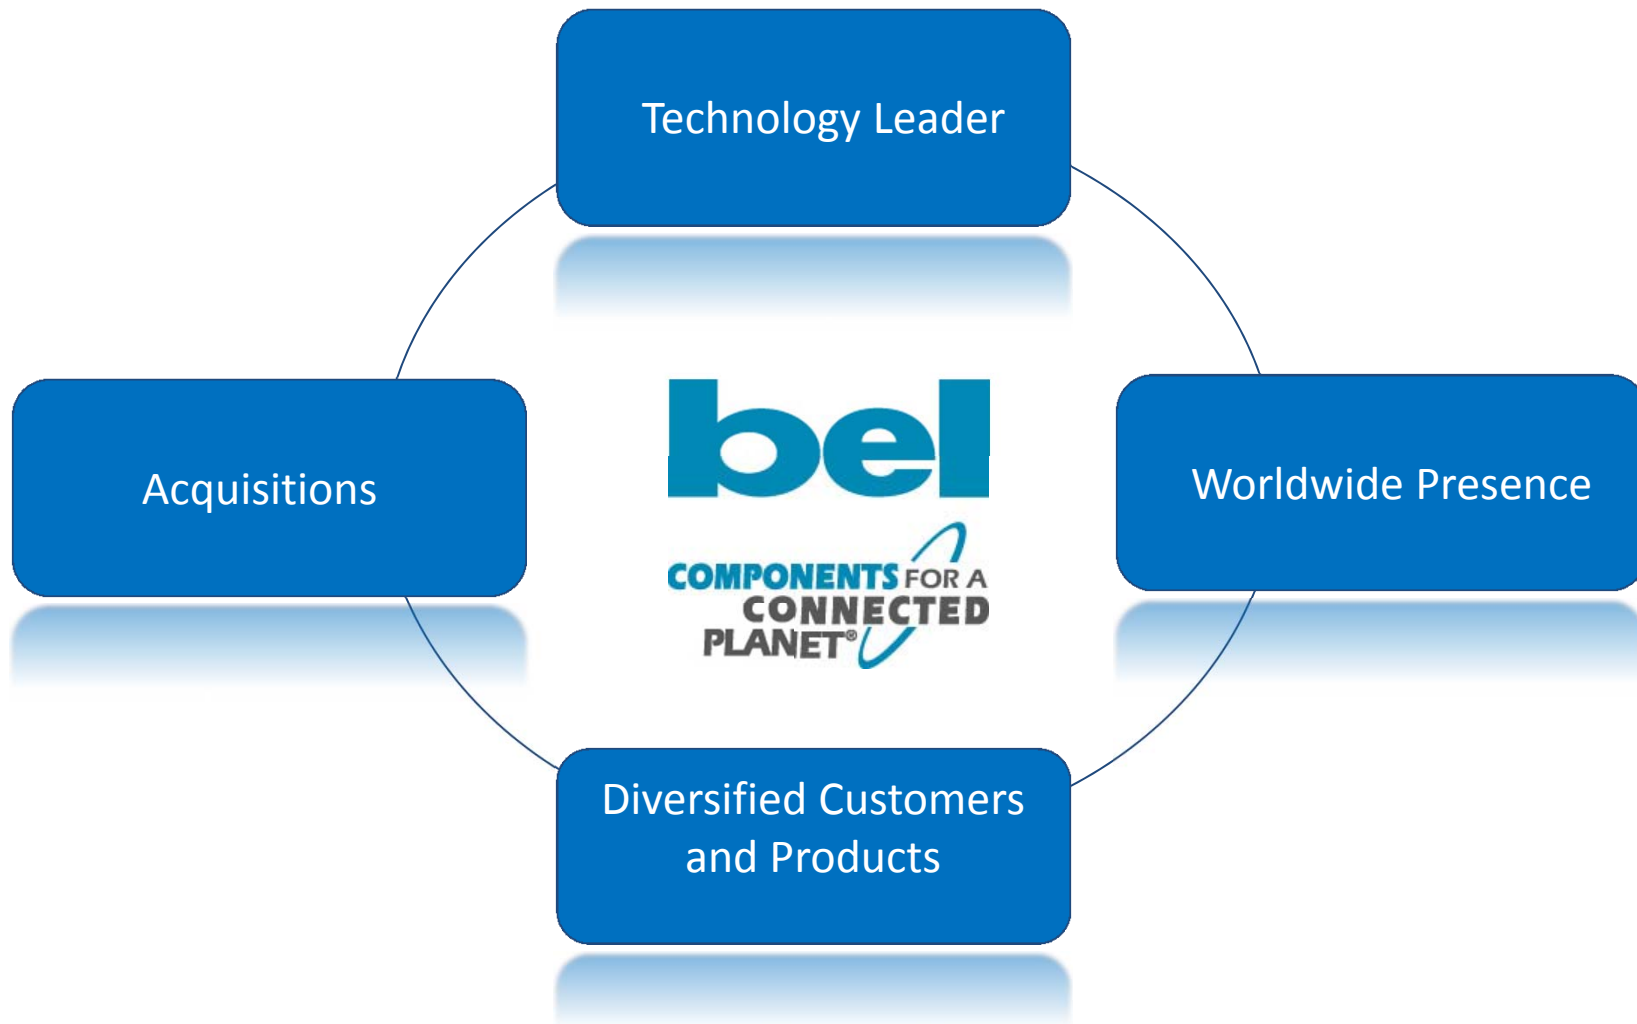 Technology Leader
Acquisitions
bel
COMPONENTS FOR A
CONNECTED
PLANET®
Worldwide Presence
Diversified Customers
and Products